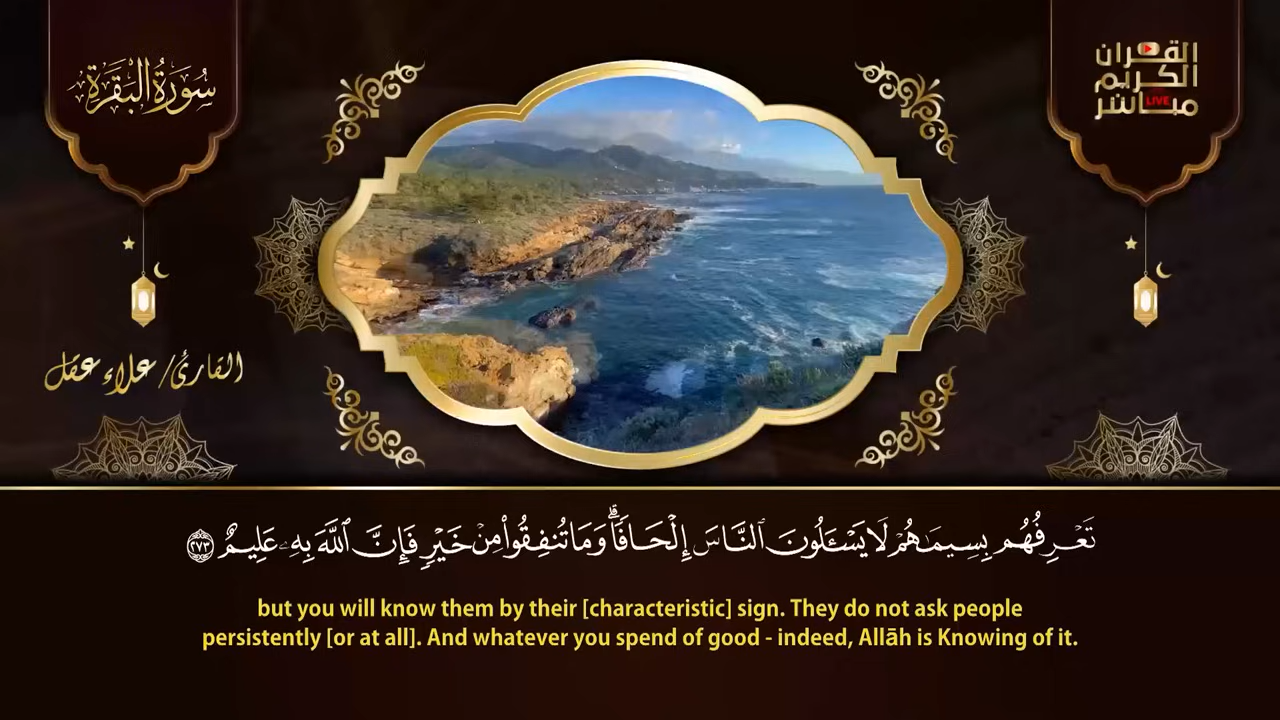 سُورَةُ البَقَرَةِ
القرآن
الكريم
مباشر
LIVE
القارئ/ علاء عقل
تَعْرِفُهُم بِسِيمَٰهُمْ لَا يَسْـَٔلُونَ ٱلنَّاسَ إِلْحَافًاۗ وَمَا تُنفِقُوا۟ مِنْ خَيْرٍ فَإِنَّ ٱللَّهَ بِهِۦ عَلِيمٌ ٢٧٣
but you will know them by their [characteristic] sign. They do not ask people
persistently [or at all]. And whatever you spend of good - indeed, Allāh is Knowing of it.